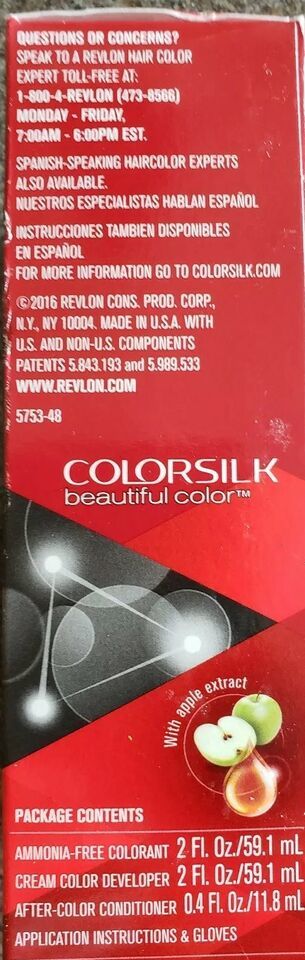 QUESTIONS OR CONCERNS?
SPEAK TO A REVLON HAIR COLOR
EXPERT TOLL-FREE AT:
1-800-4-REVLON (473-8566)
MONDAY - FRIDAY,
7:00AM - 6:00PM EST.
SPANISH-SPEAKING HAIRCOLOR EXPERTS
ALSO AVAILABLE.
NUESTROS ESPECIALISTAS HABLAN ESPAÑOL
INSTRUCCIONES TAMBIEN DISPONIBLES
EN ESPAÑOL
FOR MORE INFORMATION GO TO COLORSILK.COM
©2016 REVLON CONS. PROD. CORP.,
N.Y., NY 10004. MADE IN U.S.A. WITH
U.S. AND NON-U.S. COMPONENTS
PATENTS 5.843.193 and 5.989.533
WWW.REVLON.COM
5753-48
COLORSILK
beautiful color™
With apple extract
PACKAGE CONTENTS
AMMONIA-FREE COLORANT 2 Fl. Oz./59.1 mL
CREAM COLOR DEVELOPER 2 Fl. Oz./59.1 mL
AFTER-COLOR CONDITIONER 0.4 Fl. Oz./11.8 mL
APPLICATION INSTRUCTIONS & GLOVES